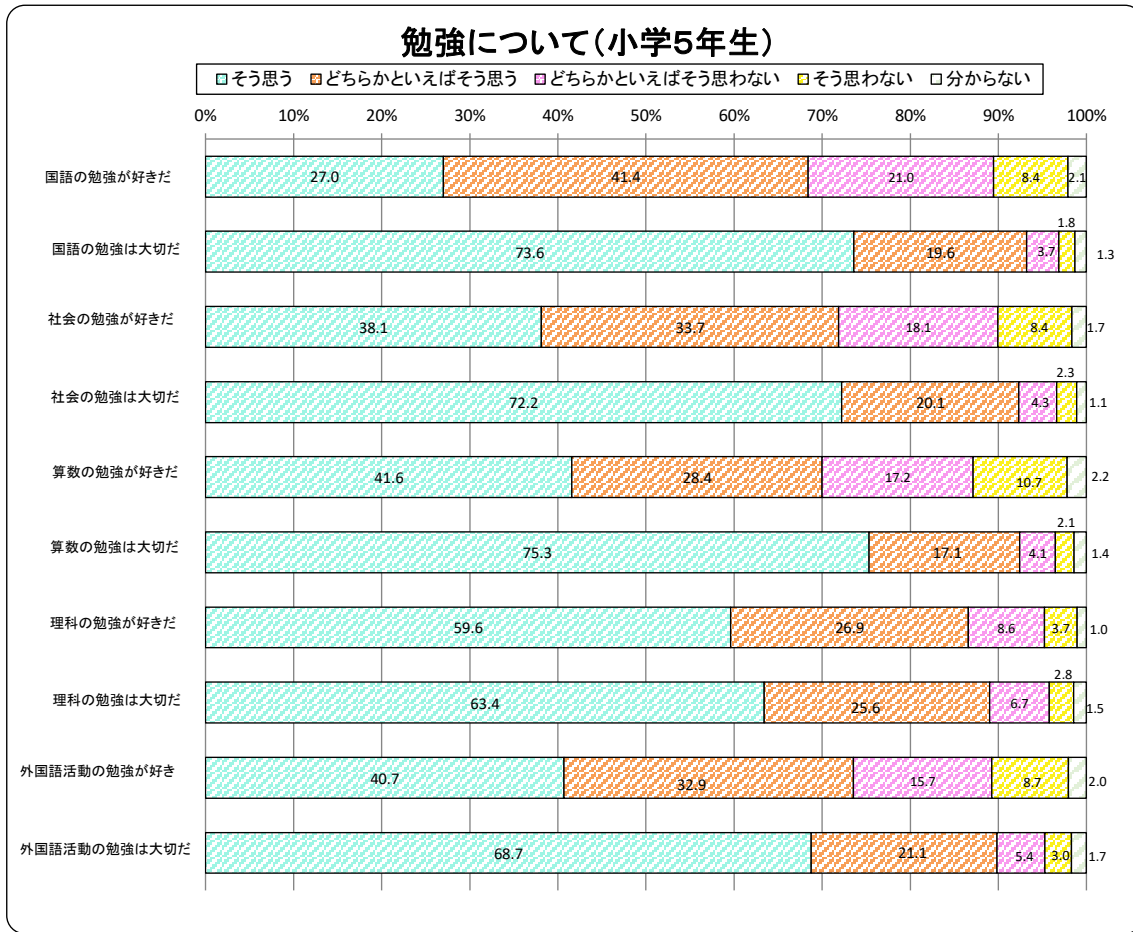 勉強について(小学5年生)
そう思う どちらかといえばそう思う どちらかといえばそう思わない そう思わない 分からない
0% 10% 20% 30% 40% 50% 60% 70% 80% 90% 100%
国語の勉強が好きだ 27.0 41.4 21.0 8.4 2.1
国語の勉強は大切だ 73.6 19.6 3.7 1.8 1.3
社会の勉強が好きだ 38.1 33.7 18.1 8.4 1.7
社会の勉強は大切だ 72.2 20.1 4.3 2.3 1.1
算数の勉強が好きだ 41.6 28.4 17.2 10.7 2.2
算数の勉強は大切だ 75.3 17.1 4.1 2.1 1.4
理科の勉強が好きだ 59.6 26.9 8.6 3.7 1.0
理科の勉強は大切だ 63.4 25.6 6.7 2.8 1.5
外国語活動の勉強が好き 40.7 32.9 15.7 8.7 2.0
外国語活動の勉強は大切だ 68.7 21.1 5.4 3.0 1.7